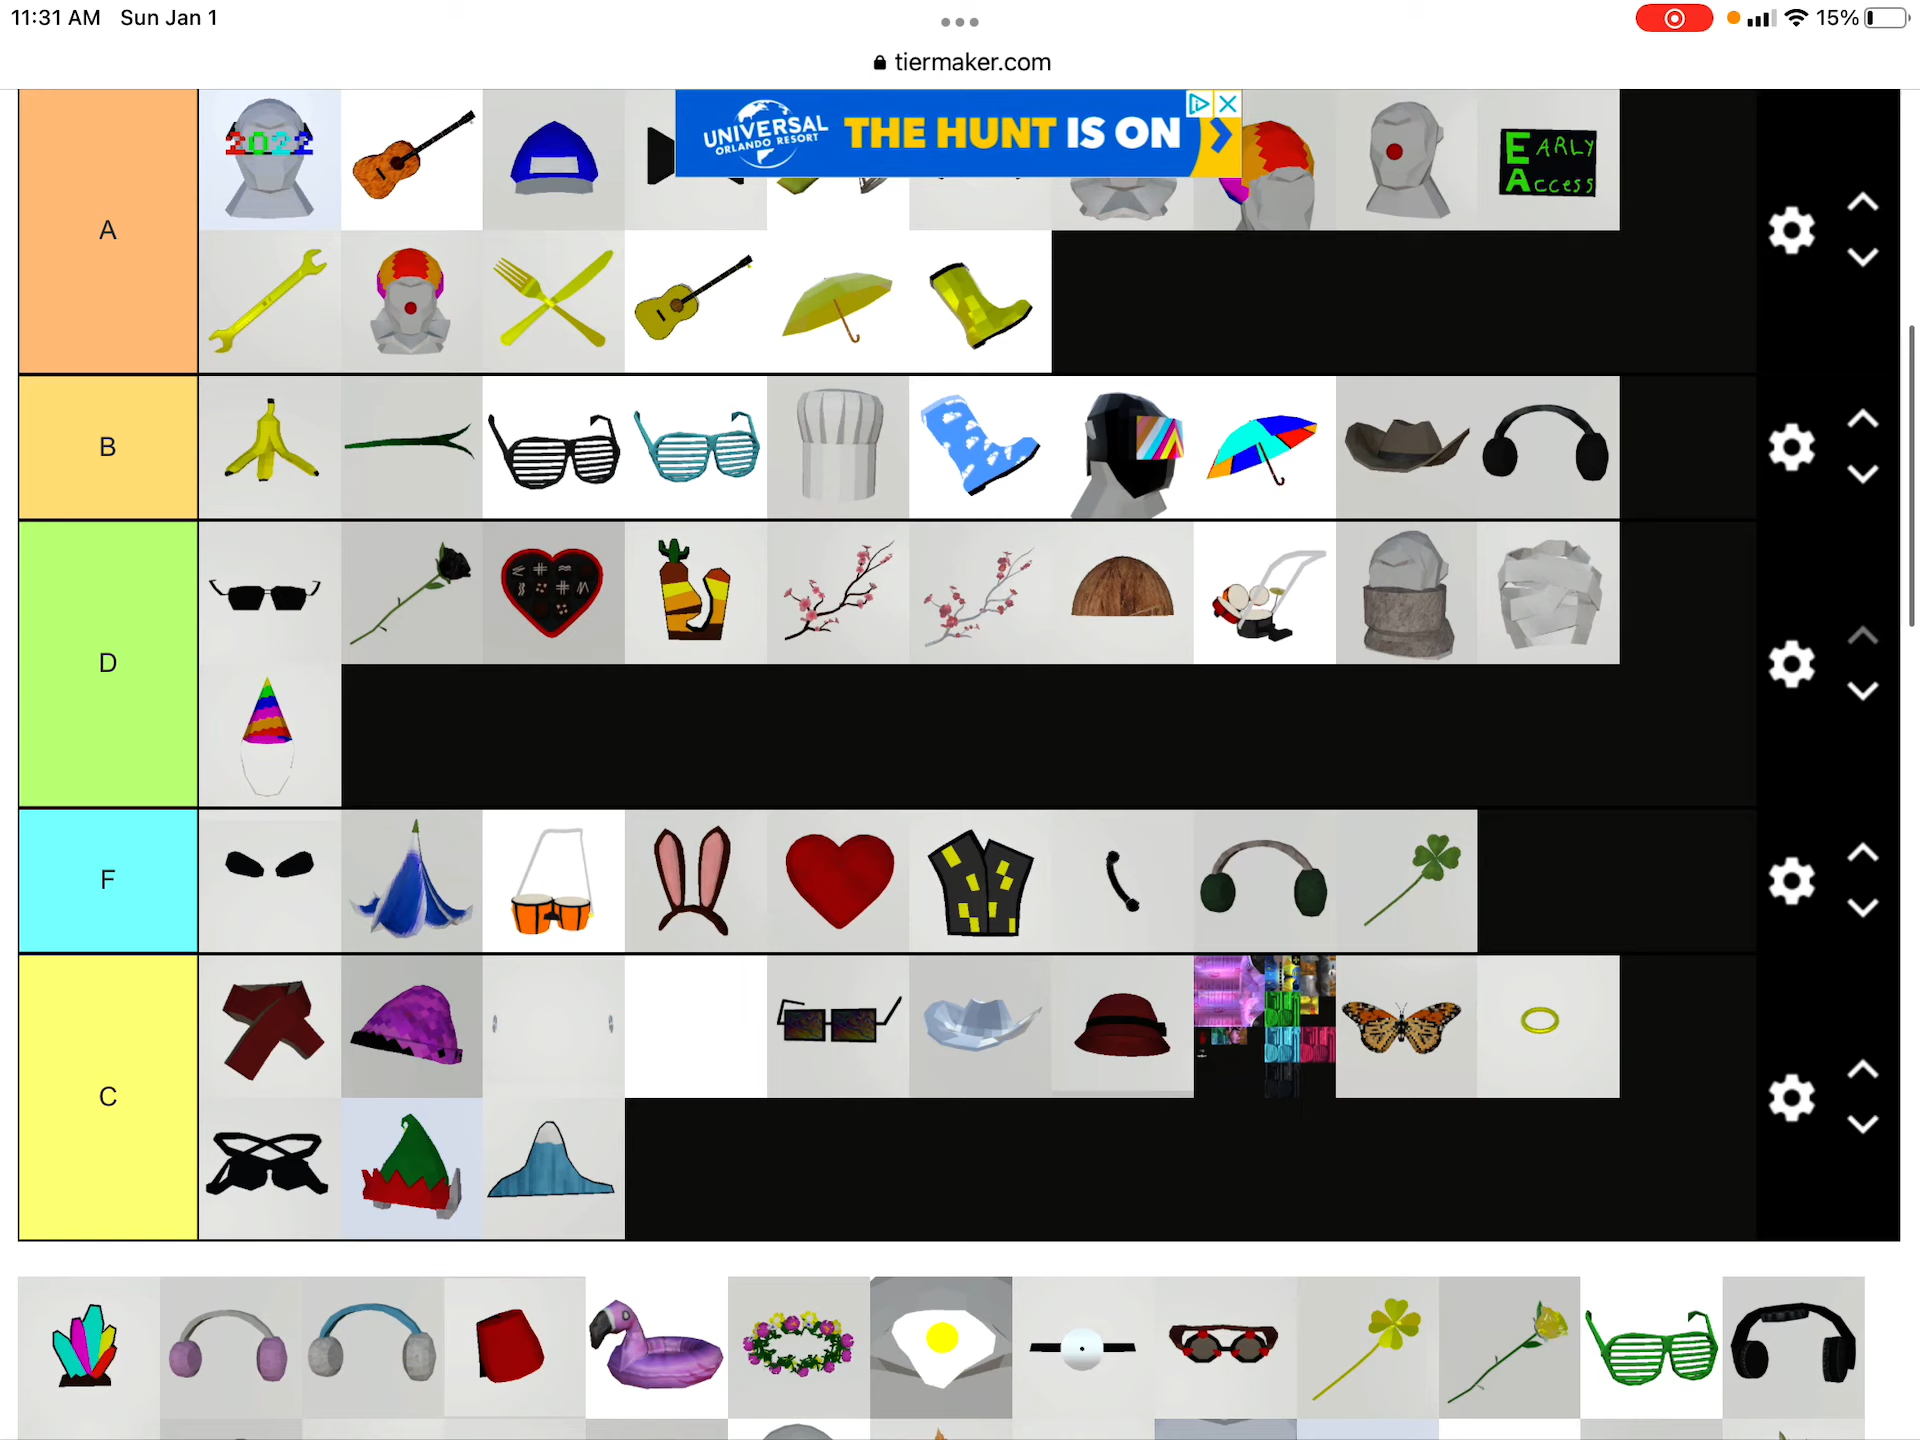 11:31 AM Sun Jan 1
15%
tiermaker.com
A
2022
UNIVERSAL
ORLANDO RESORT
THE HUNT IS ON
EARLY
Access
B
D
F
C